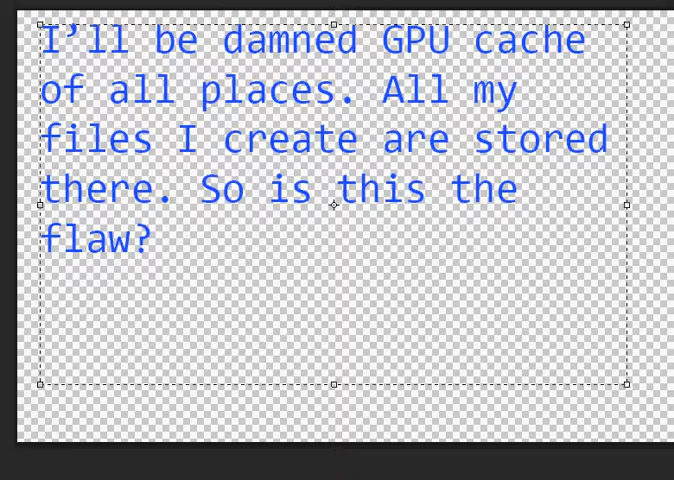 I’ll be damned GPU cache
of all places. All my
files I create are stored
there. So is this the
flaw?